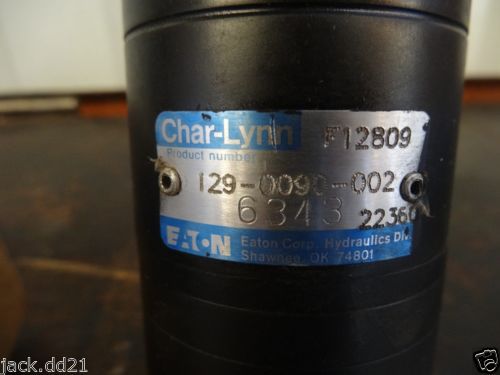 Char-Lynn F12809
Product number
129-0090-002
6343 22360
EATON Eaton Corp. Hydraulics Div.
Shawnee, OK 74801
jack.dd21